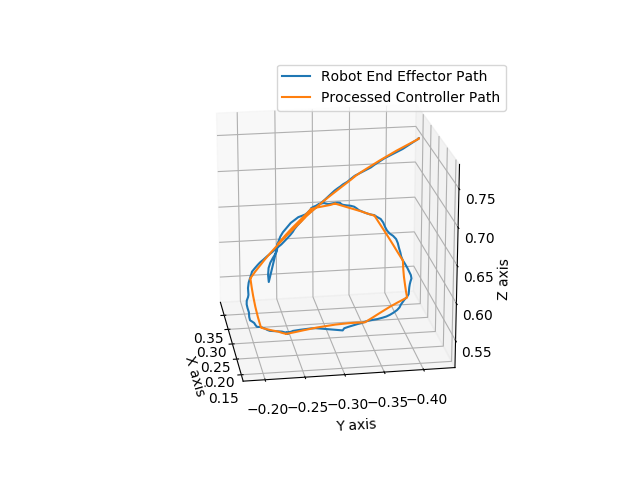 Robot End Effector Path
Processed Controller Path
0.75
0.70
0.65
0.60
0.55
Z axis
0.35
0.30
0.25
0.20
0.15
X axis
−0.20 −0.25 −0.30 −0.35 −0.40
Y axis